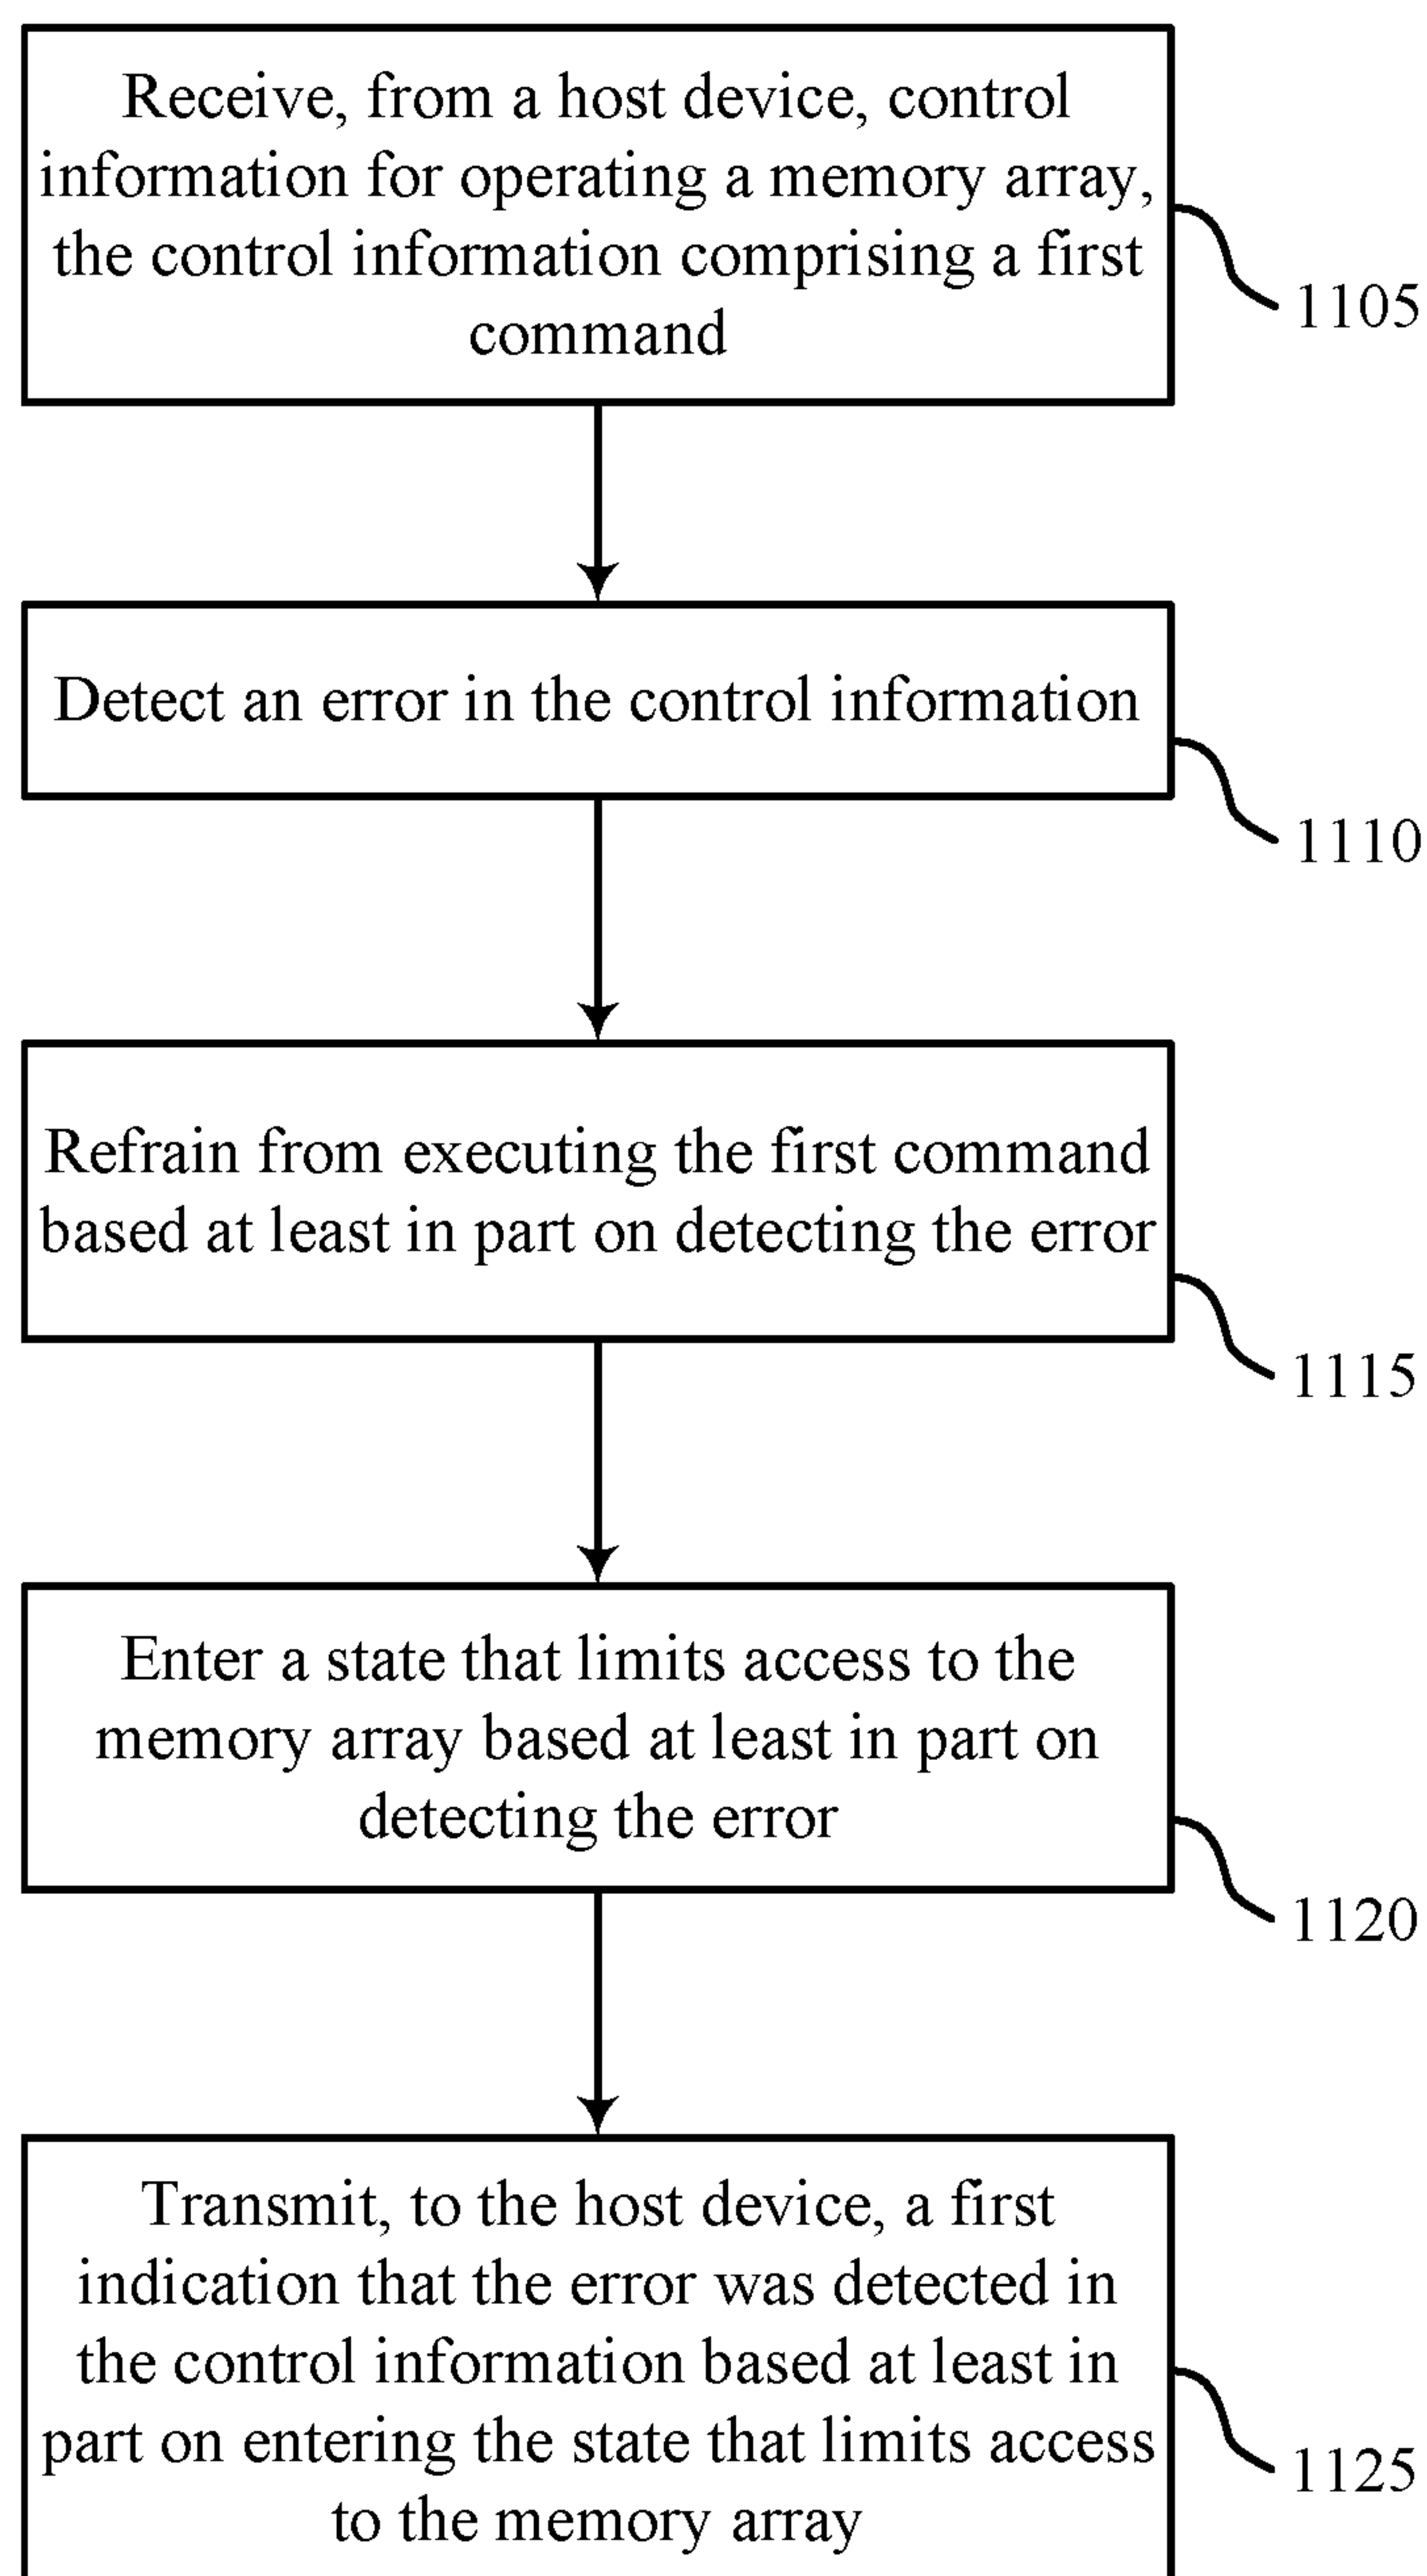 Receive, from a host device, control
information for operating a memory array,
the control information comprising a first
command
1105
Detect an error in the control information
1110
Refrain from executing the first command
based at least in part on detecting the error
1115
Enter a state that limits access to the
memory array based at least in part on
detecting the error
1120
Transmit, to the host device, a first
indication that the error was detected in
the control information based at least in
part on entering the state that limits access
to the memory array
1125